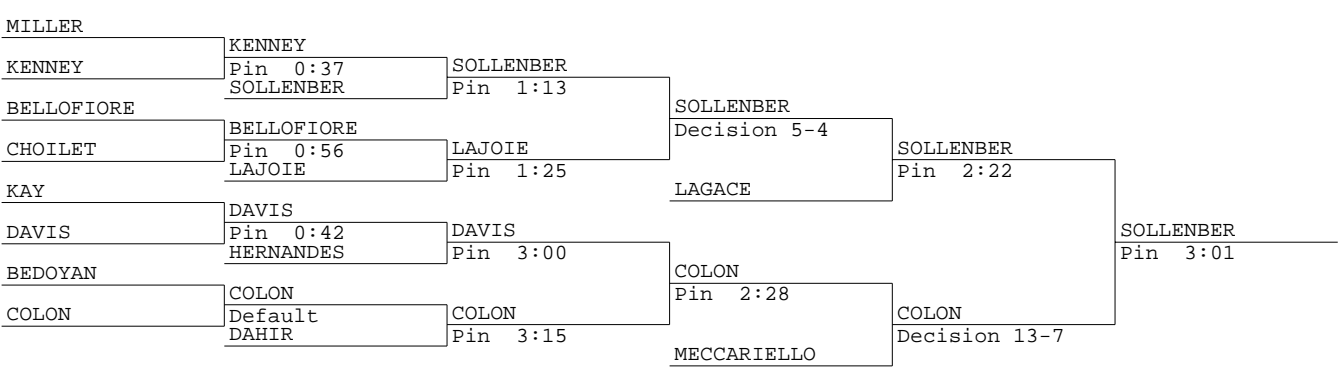 MILLER
KENNEY
KENNEY
Pin 0:37
SOLLENBER
SOLLENBER
Pin 1:13
BELLOFIORE
SOLLENBER
Decision 5-4
BELLOFIORE
CHOILET
Pin 0:56
LAJOIE
SOLLENBER
LAJOIE
Pin 1:25
Pin 2:22
KAY
LAGACE
DAVIS
DAVIS
Pin 0:42
DAVIS
SOLLENBER
HERNANDES
Pin 3:00
Pin 3:01
BEDOYAN
COLON
COLON
Pin 2:28
COLON
Default
COLON
COLON
DAHIR
Pin 3:15
Decision 13-7
MECCARIELLO